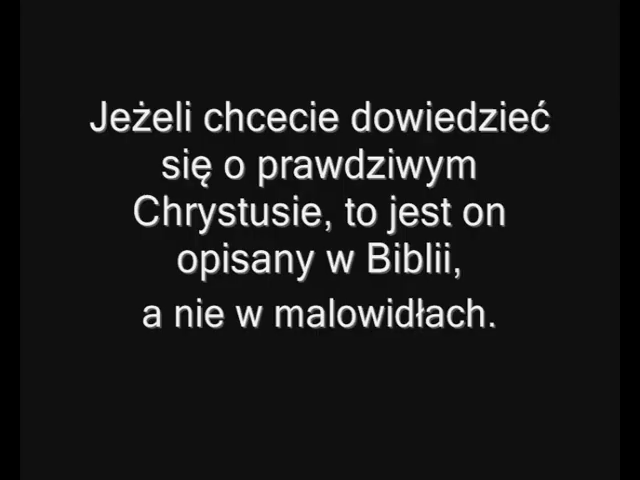 Jeżeli chcecie dowiedzieć
się o prawdziwym
Chrystusie, to jest on
opisany w Biblii,
a nie w malowidłach.